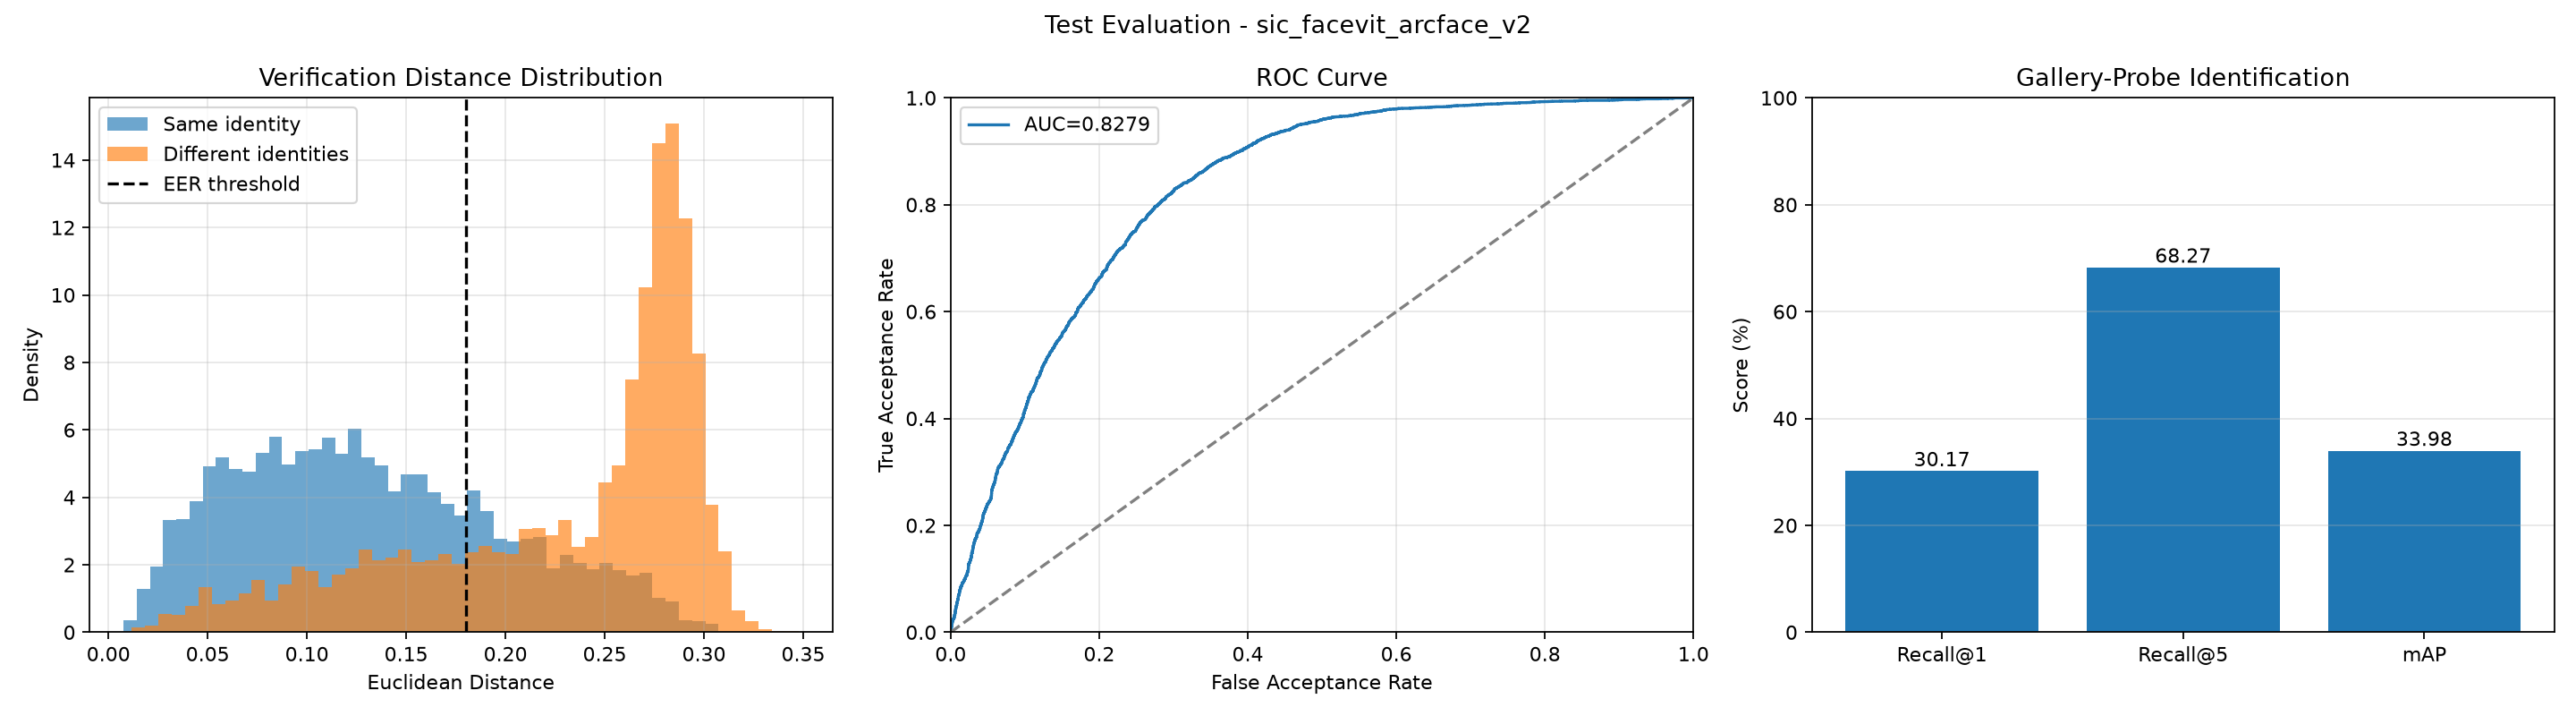 Test Evaluation - sic_facevit_arcface_v2
Verification Distance Distribution
Same identity
Different identities
EER threshold
Density
14
12
10
8
6
4
2
0
0.00 0.05 0.10 0.15 0.20 0.25 0.30 0.35
Euclidean Distance
ROC Curve
AUC=0.8279
True Acceptance Rate
1.0
0.8
0.6
0.4
0.2
0.0
0.0 0.2 0.4 0.6 0.8 1.0
False Acceptance Rate
Gallery-Probe Identification
Score (%)
100
80
60
40
20
0
30.17
68.27
33.98
Recall@1 Recall@5 mAP